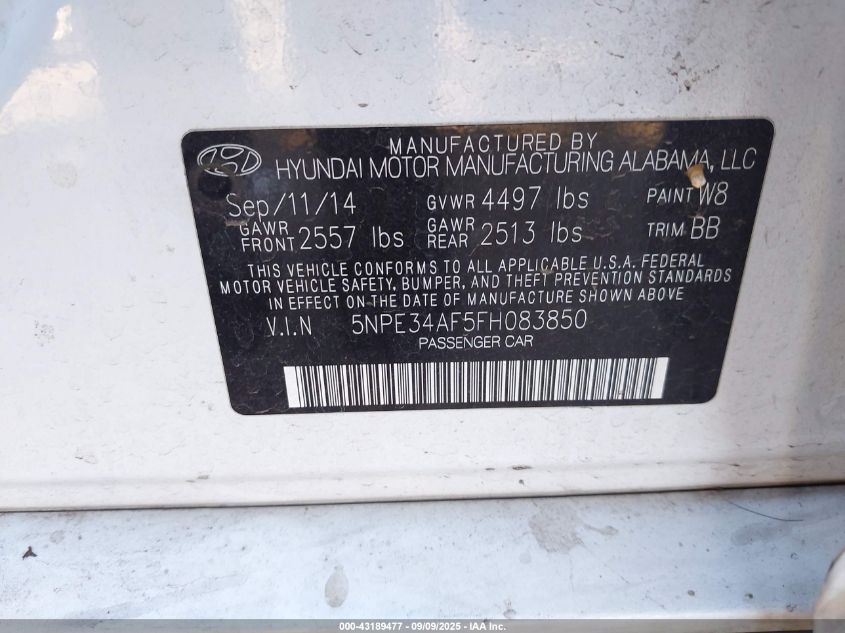 MANUFACTURED BY
HYUNDAI MOTOR MANUFACTURING ALABAMA, LLC
Sep/11/14 GVWR 4497 lbs PAINT W8
GAWR FRONT 2557 lbs GAWR REAR 2513 lbs TRIM BB
THIS VEHICLE CONFORMS TO ALL APPLICABLE U.S.A. FEDERAL
MOTOR VEHICLE SAFETY, BUMPER, AND THEFT PREVENTION STANDARDS
IN EFFECT ON THE DATE OF MANUFACTURE SHOWN ABOVE
V.I.N 5NPE34AF5FH083850
PASSENGER CAR
000-43189477 - 09/09/2025 - IAA Inc.